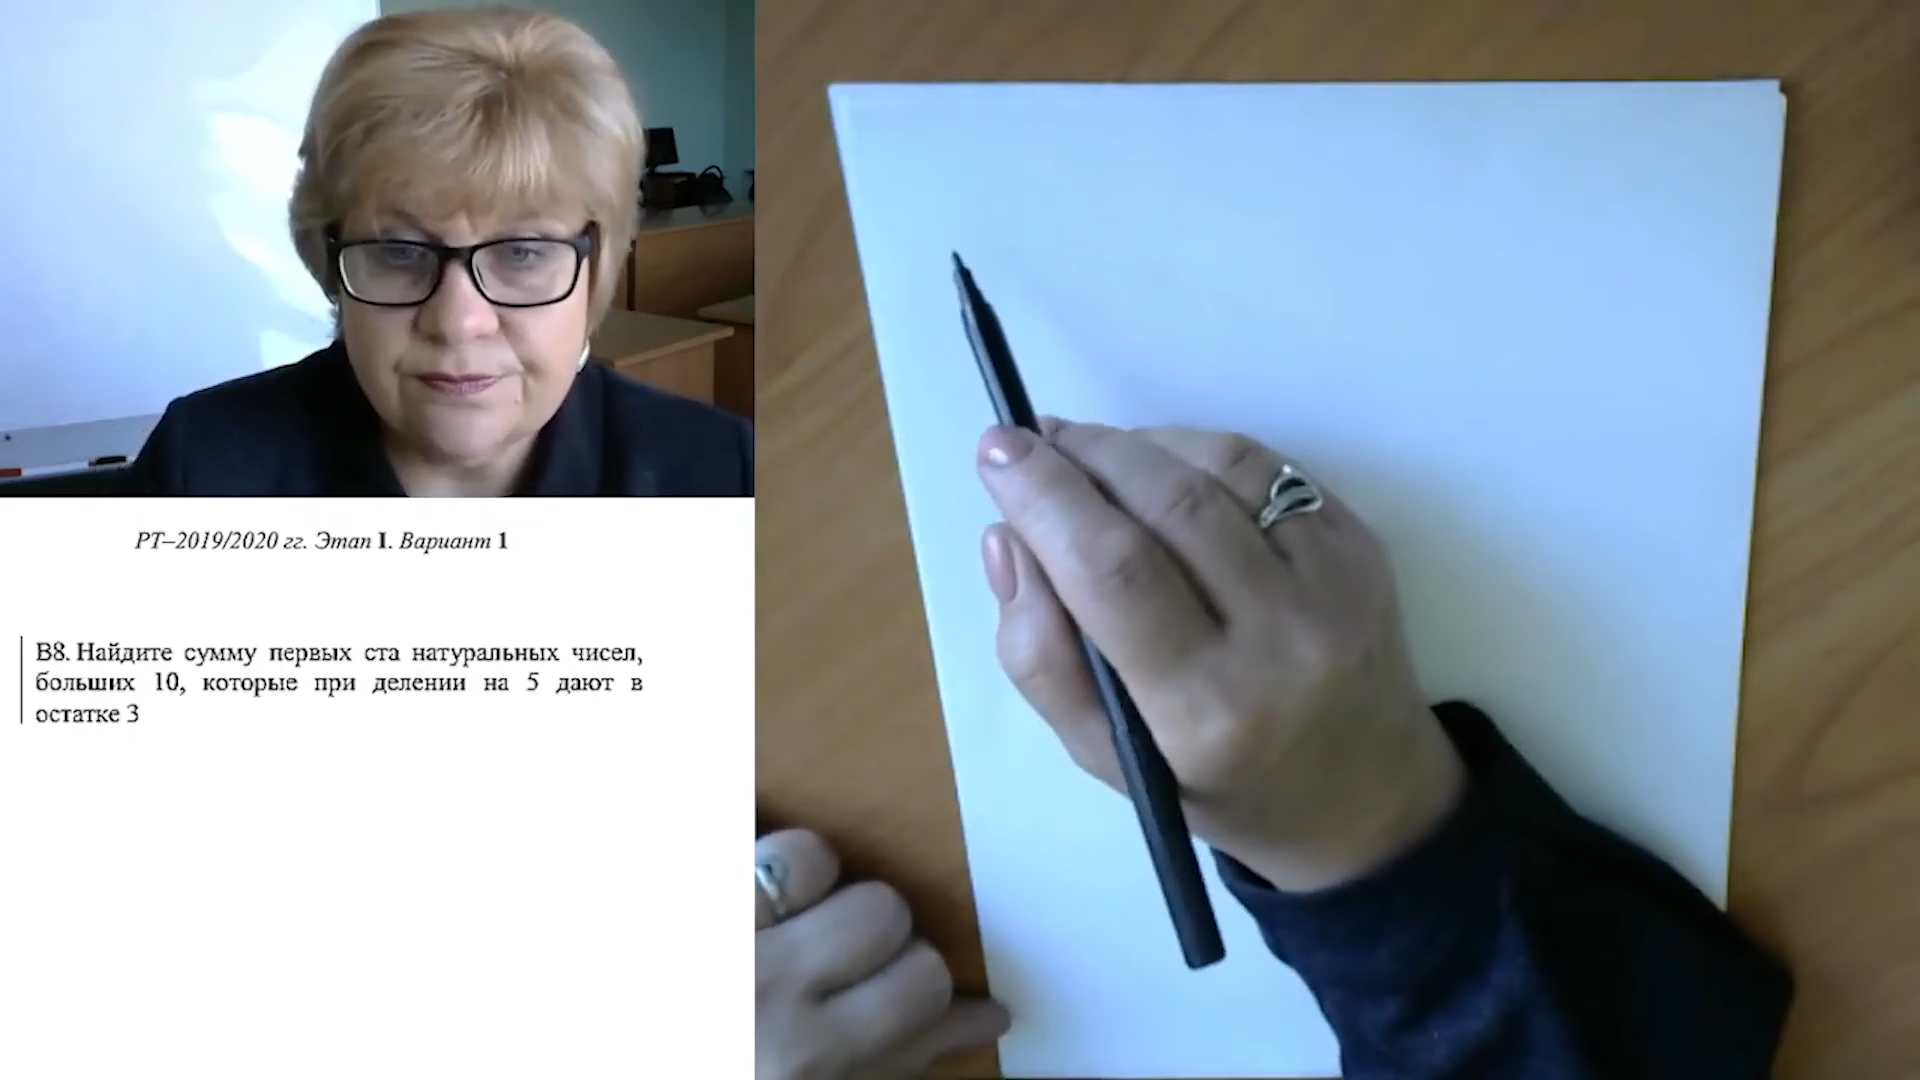 РТ–2019/2020 гг. Этап I. Вариант 1
В8. Найдите сумму первых ста натуральных чисел,
больших 10, которые при делении на 5 дают в
остатке 3